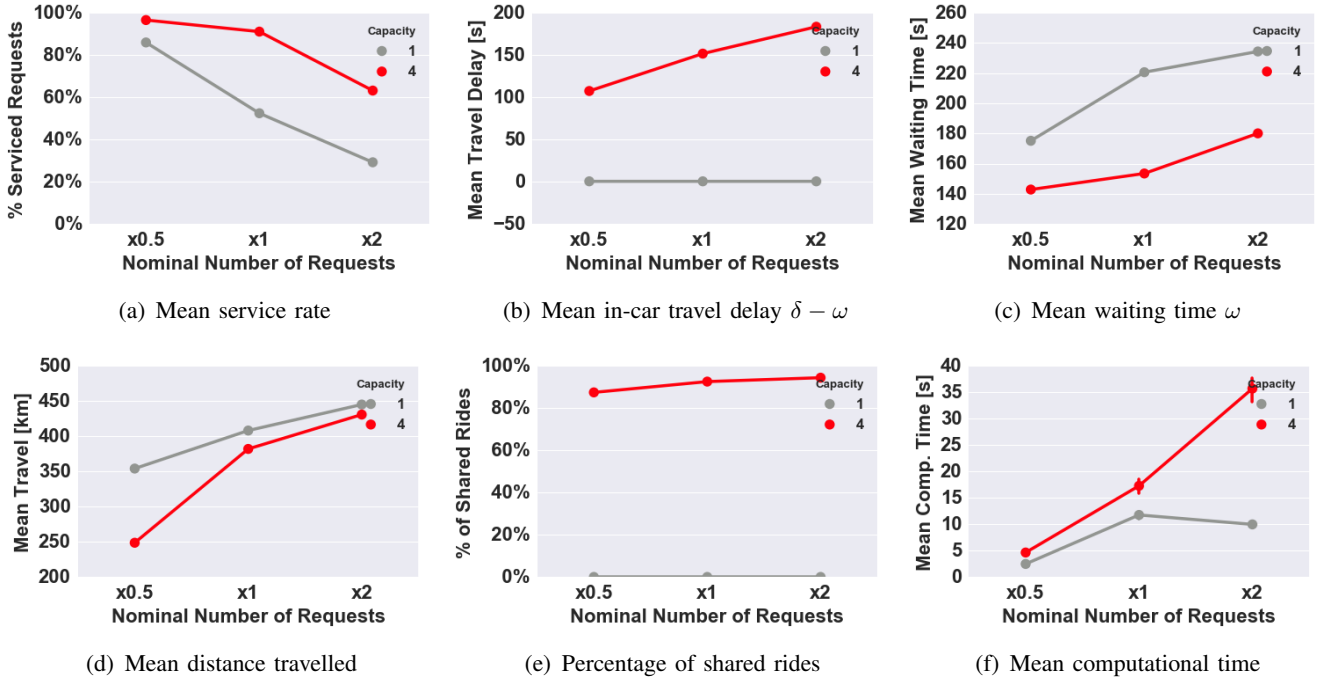 100%
80%
60%
40%
20%
0%
% Serviced Requests
Capacity
1
4
x0.5 x1 x2
Nominal Number of Requests
(a) Mean service rate
200
150
100
50
0
−50
Mean Travel Delay [s]
Capacity
1
4
x0.5 x1 x2
Nominal Number of Requests
(b) Mean in-car travel delay δ − ω
260
240
220
200
180
160
140
120
Mean Waiting Time [s]
Capacity
1
4
x0.5 x1 x2
Nominal Number of Requests
(c) Mean waiting time ω
500
450
400
350
300
250
200
Mean Travel [km]
Capacity
1
4
x0.5 x1 x2
Nominal Number of Requests
(d) Mean distance travelled
100%
80%
60%
40%
20%
0%
% of Shared Rides
Capacity
1
4
x0.5 x1 x2
Nominal Number of Requests
(e) Percentage of shared rides
40
35
30
25
20
15
10
5
0
Mean Comp. Time [s]
Capacity
1
4
x0.5 x1 x2
Nominal Number of Requests
(f) Mean computational time